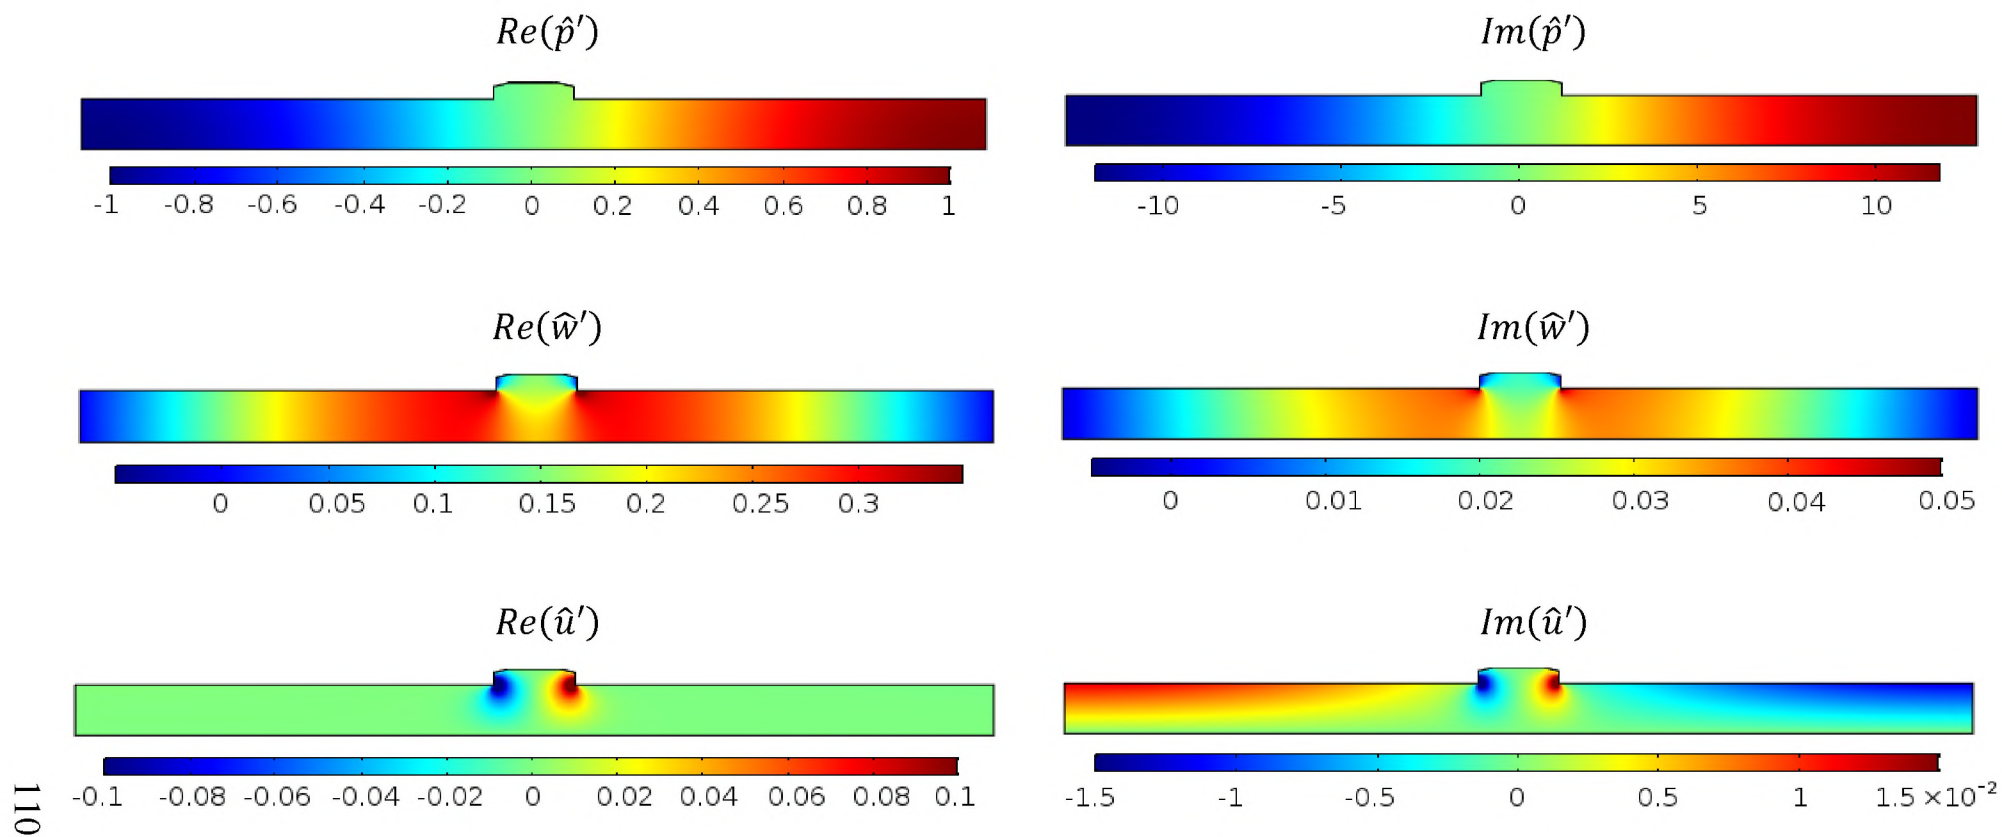 Re(p̂′) Im(p̂′)
-1 -0.8 -0.6 -0.4 -0.2 0 0.2 0.4 0.6 0.8 1
-10 -5 0 5 10
Re(ŵ′) Im(ŵ′)
0 0.05 0.1 0.15 0.2 0.25 0.3
0 0.01 0.02 0.03 0.04 0.05
Re(û′) Im(û′)
-0.1 -0.08 -0.06 -0.04 -0.02 0 0.02 0.04 0.06 0.08 0.1
-1.5 -1 -0.5 0 0.5 1 1.5 ×10⁻²
110